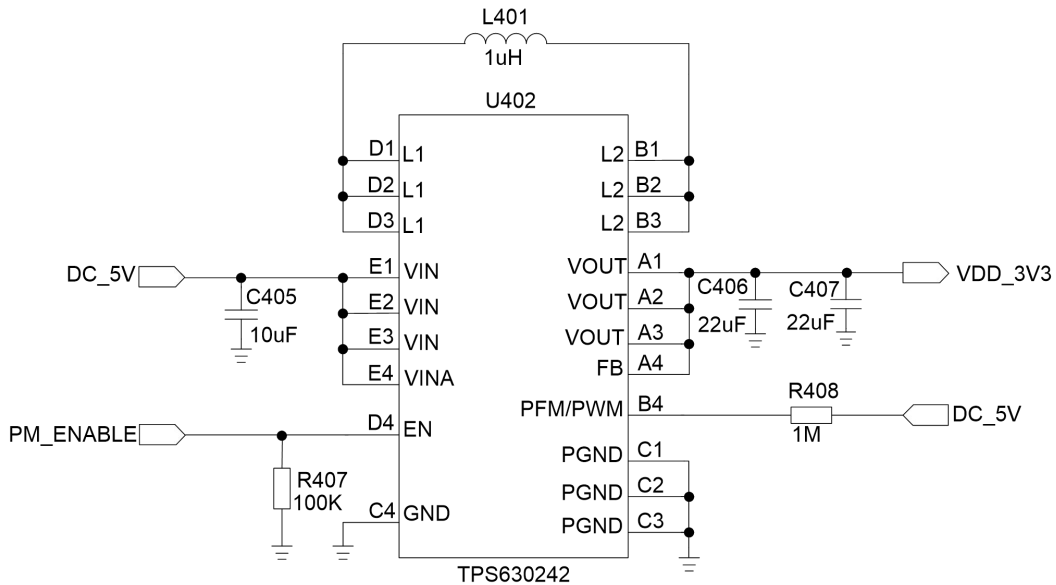 L401
1uH
U402
D1 L1 L2 B1
D2 L1 L2 B2
D3 L1 L2 B3
DC_5V E1 VIN VOUT A1 VDD_3V3
C405 C406 C407
E2 VIN VOUT A2
10uF 22uF 22uF
E3 VIN VOUT A3
FB A4
E4 VINA
R408
PFM/PWM B4 DC_5V
PM_ENABLE D4 EN 1M
PGND C1
R407 PGND C2
100K
C4 GND PGND C3
TPS630242